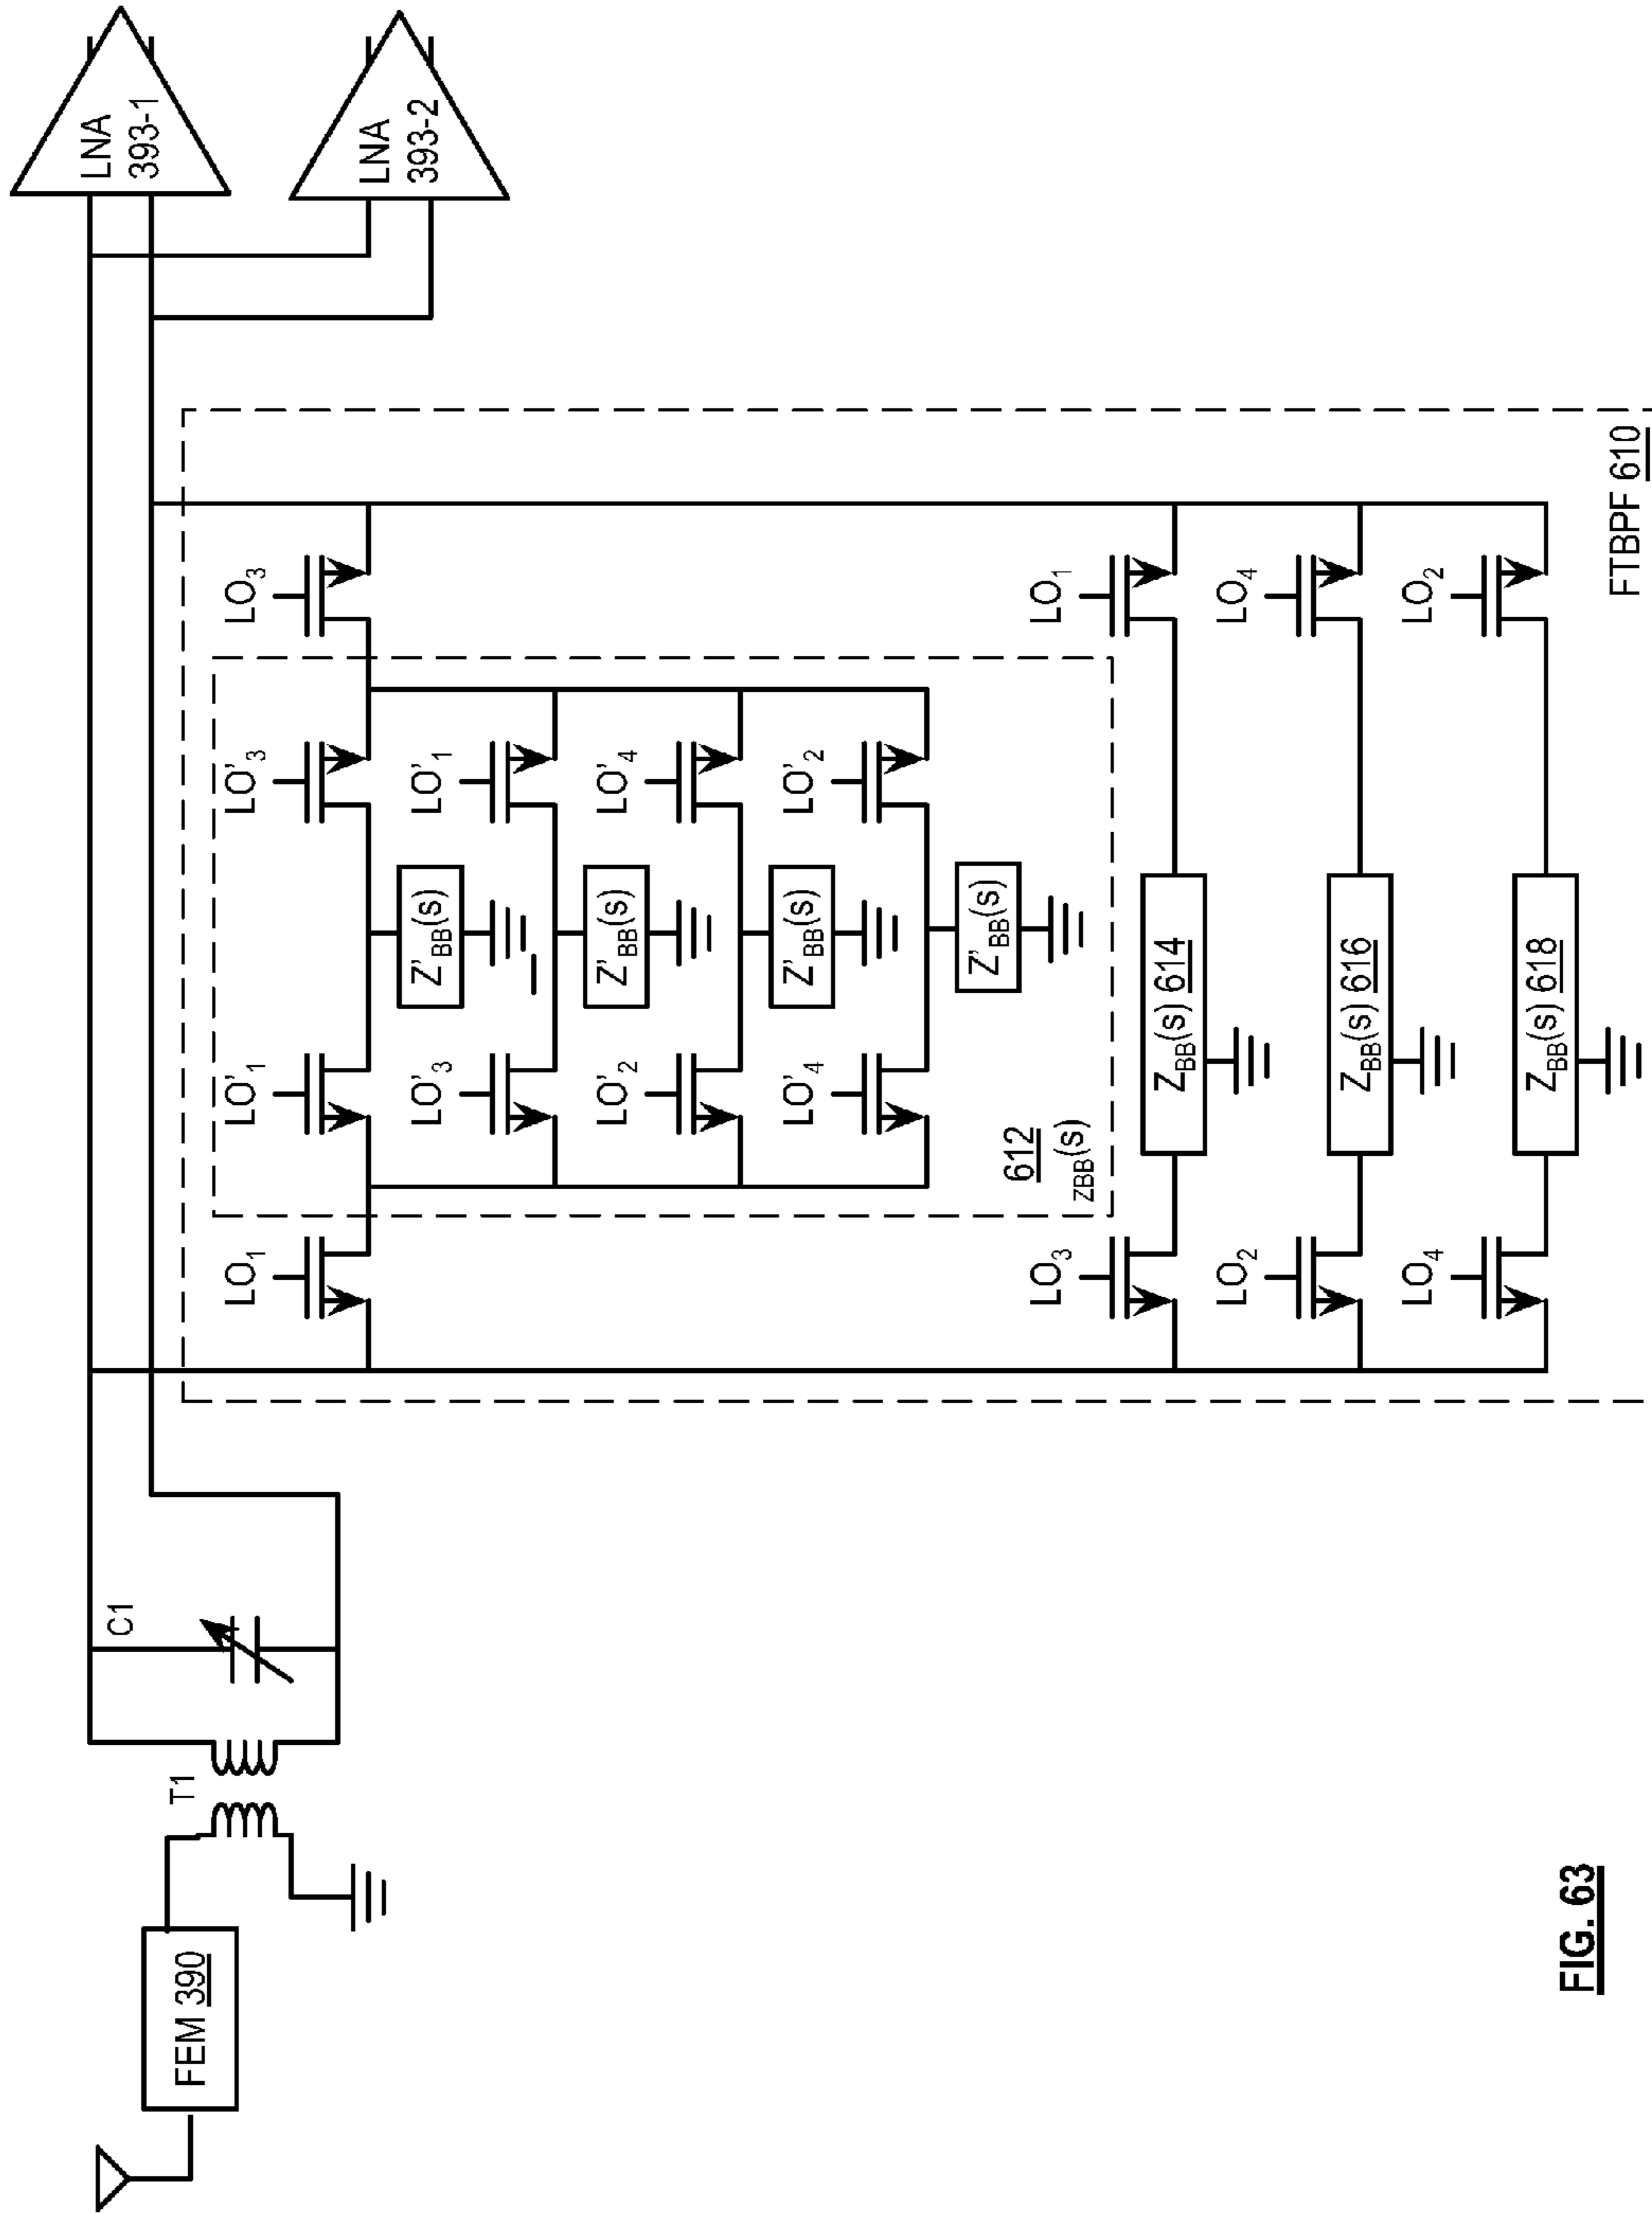 LNA
393-1
LNA
393-2
FEM 390
T1
C1
LO1
LO'1
LO'3
LO3
Z'BB(s)
LO'3
LO'1
Z'BB(s)
LO'2
LO'4
Z'BB(s)
LO'4
LO'2
Z'BB(s)
612
ZBB(s)
LO3
ZBB(s) 614
LO1
LO2
ZBB(s) 616
LO4
LO4
ZBB(s) 618
LO2
FTBPF 610
FIG. 63